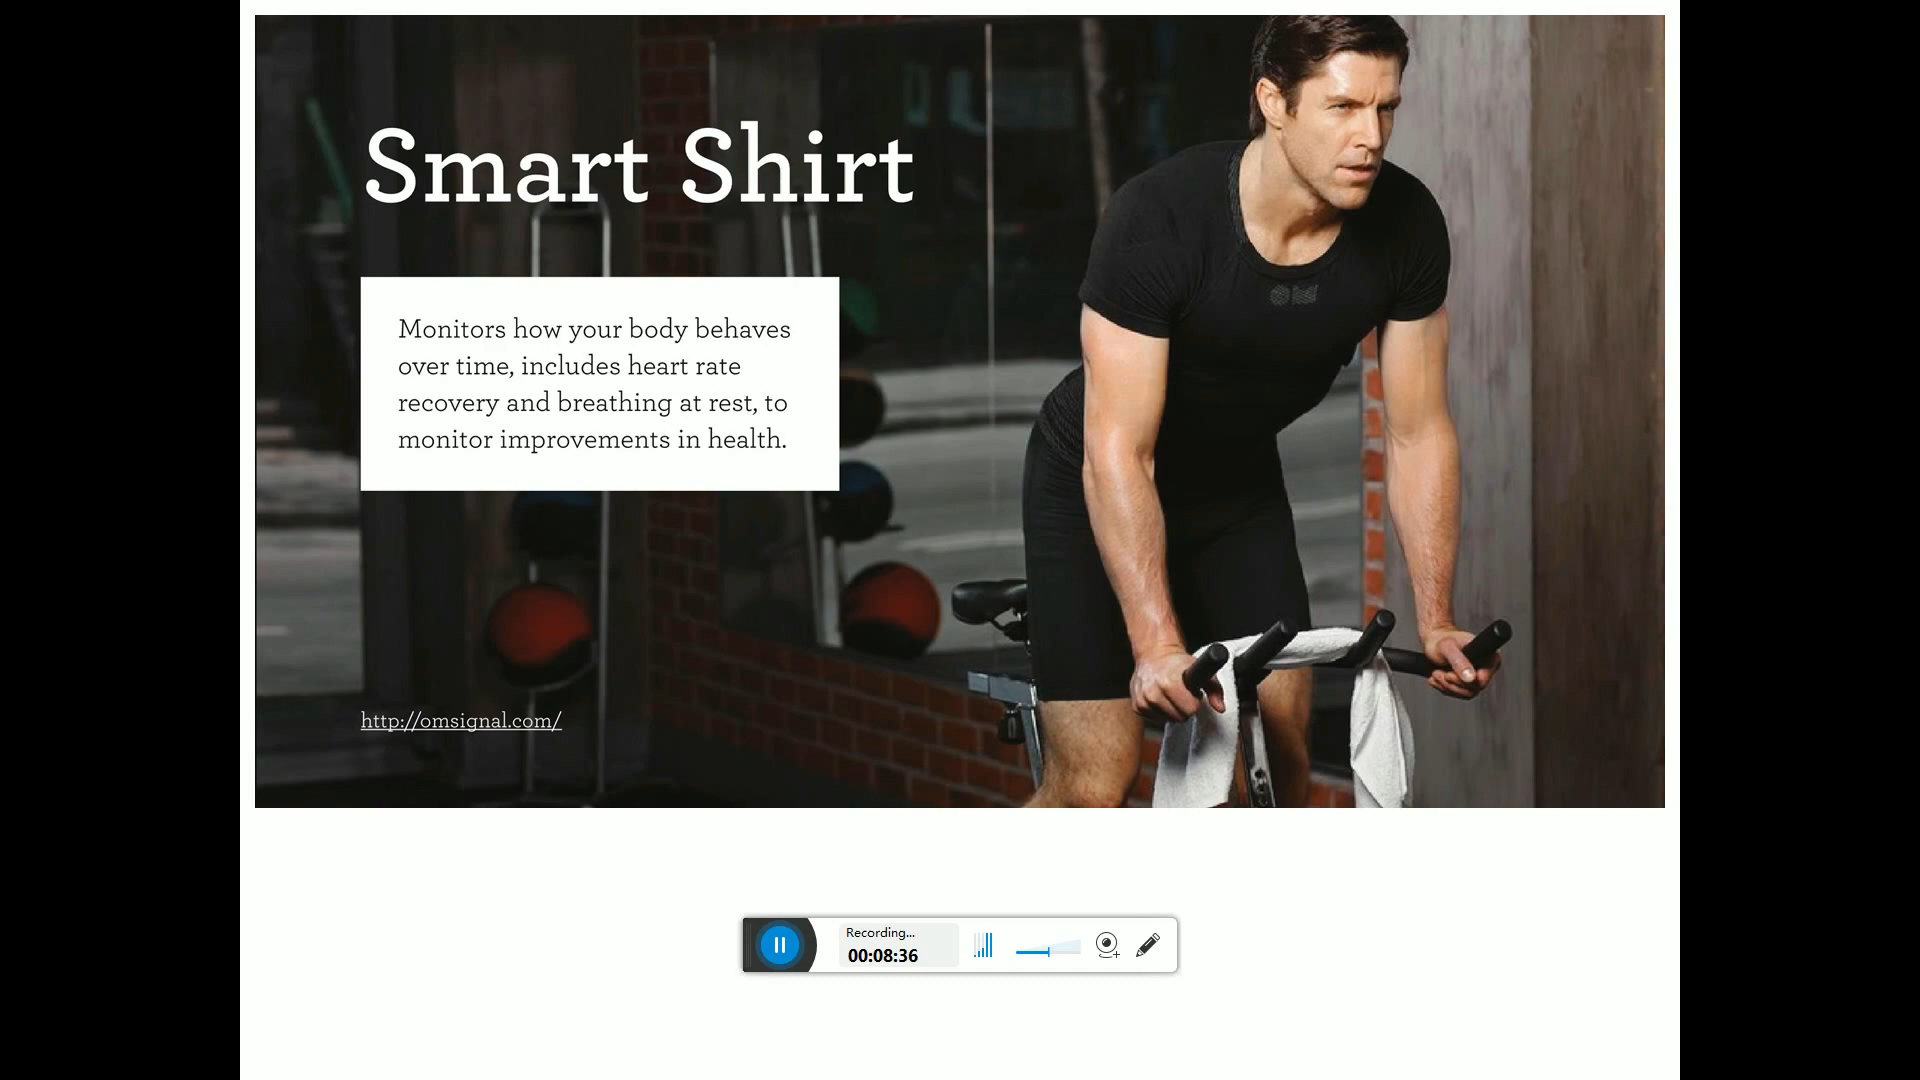 Smart Shirt
Monitors how your body behaves
over time, includes heart rate
recovery and breathing at rest, to
monitor improvements in health.
http://omsignal.com/
OM
Recording...
00:08:36